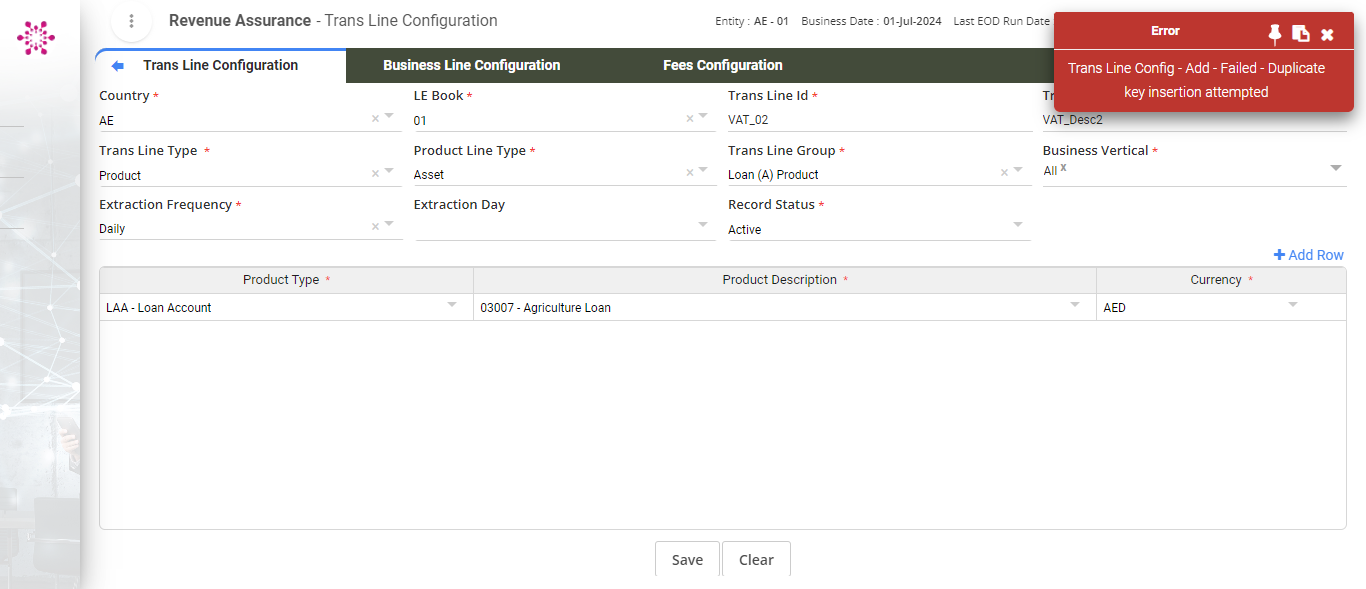 Revenue Assurance - Trans Line Configuration
Entity : AE - 01 Business Date : 01-Jul-2024 Last EOD Run Date
Error
Trans Line Config - Add - Failed - Duplicate
key insertion attempted
Trans Line Configuration
Business Line Configuration
Fees Configuration
Country *
AE
LE Book *
01
Trans Line Id *
VAT_02
VAT_Desc2
Trans Line Type *
Product
Product Line Type *
Asset
Trans Line Group *
Loan (A) Product
Business Vertical *
All x
Extraction Frequency *
Daily
Extraction Day
Record Status *
Active
+ Add Row
Product Type *
Product Description *
Currency *
LAA - Loan Account
03007 - Agriculture Loan
AED
Save
Clear